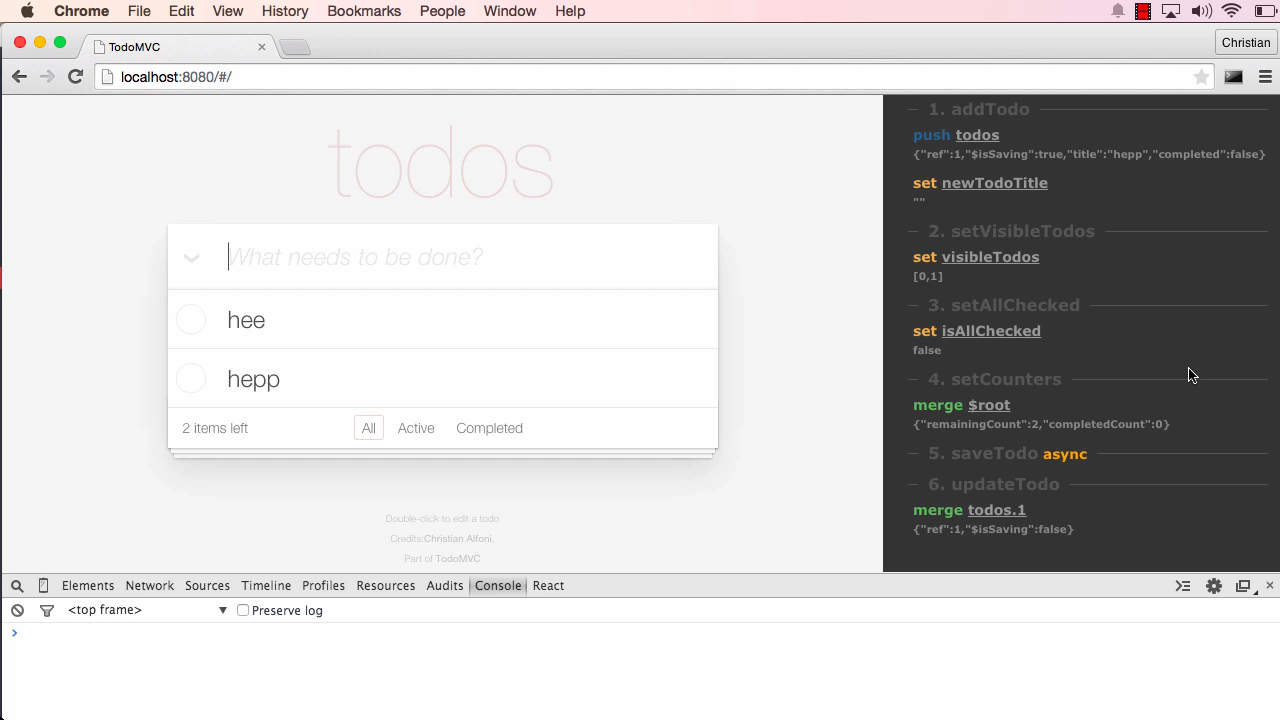 Chrome File Edit View History Bookmarks People Window Help
TodoMVC
Christian
localhost:8080/#/
todos
What needs to be done?
hee
hepp
2 items left All Active Completed
Double-click to edit a todo
Credits:Christian Alfoni,
Part of TodoMVC
1. addTodo
push todos
{"ref":1,"$isSaving":true,"title":"hepp","completed":false}
set newTodoTitle
""
2. setVisibleTodos
set visibleTodos
[0,1]
3. setAllChecked
set isAllChecked
false
4. setCounters
merge $root
{"remainingCount":2,"completedCount":0}
5. saveTodo async
6. updateTodo
merge todos.1
{"ref":1,"$isSaving":false}
Elements Network Sources Timeline Profiles Resources Audits Console React
<top frame> Preserve log